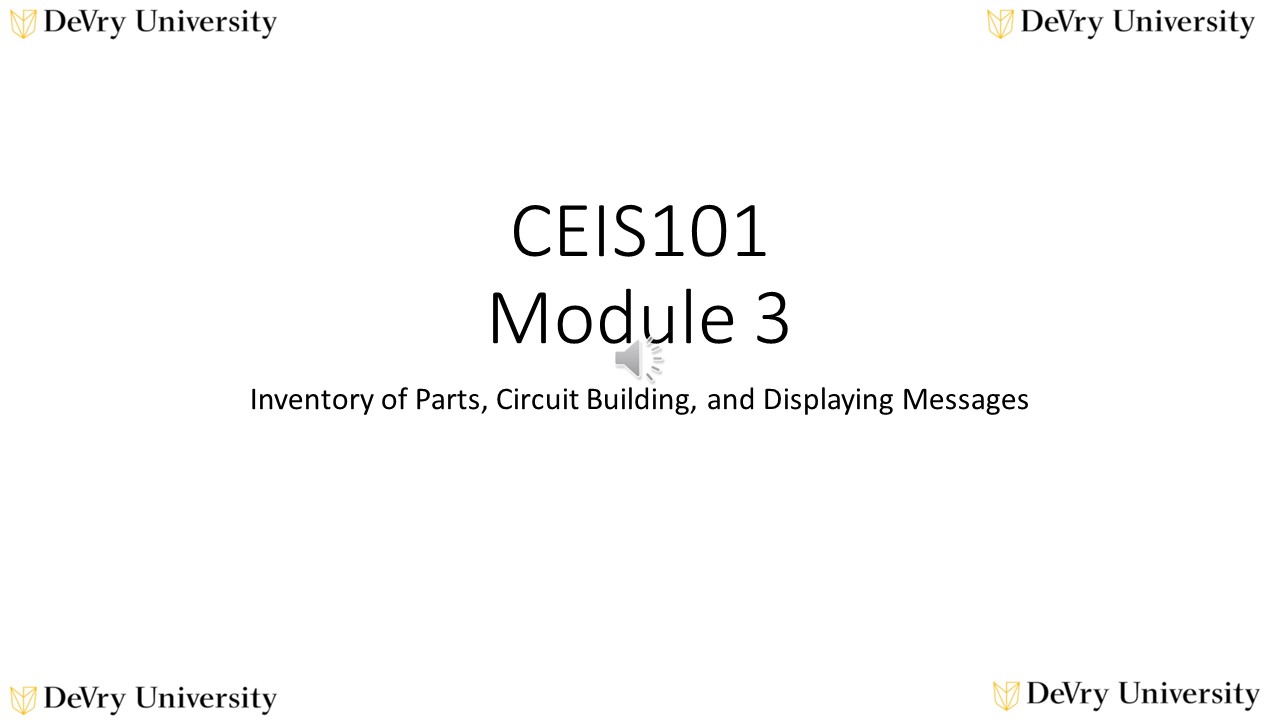 DeVry University
DeVry University
CEIS101
Module 3
Inventory of Parts, Circuit Building, and Displaying Messages
DeVry University
DeVry University